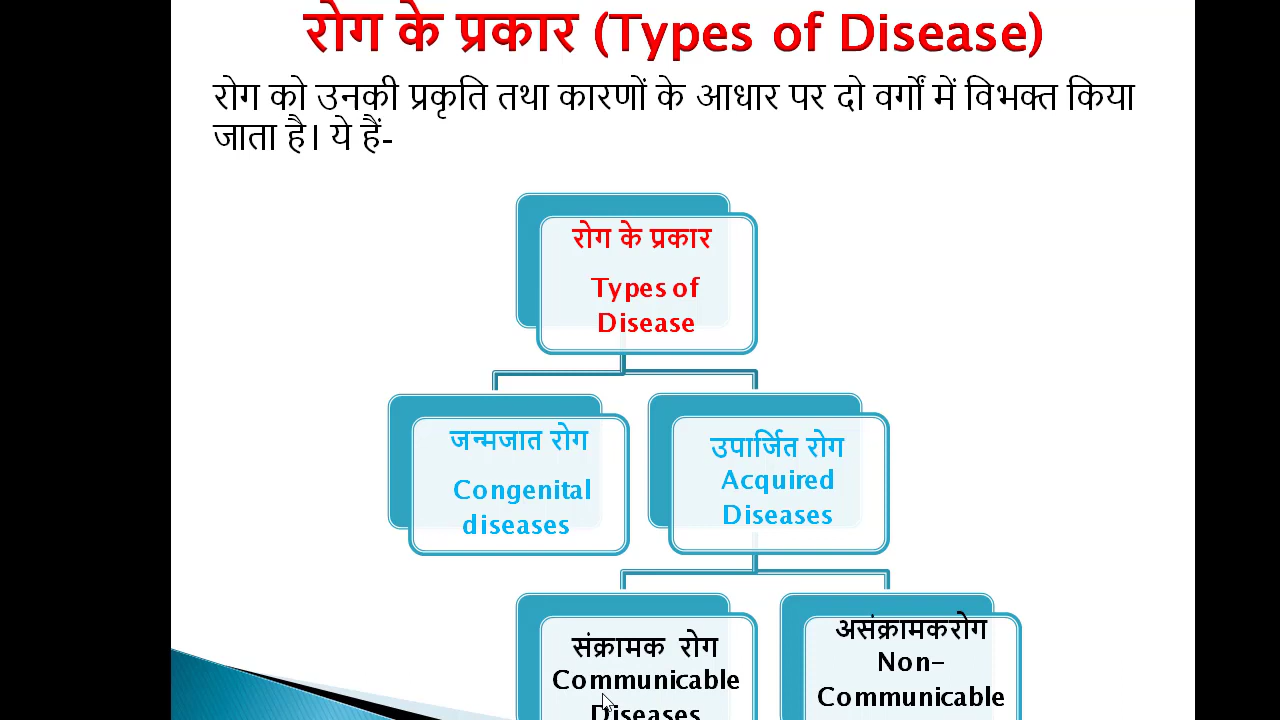 रोग के प्रकार (Types of Disease)
रोग को उनकी प्रकृति तथा कारणों के आधार पर दो वर्गों में विभक्त किया
जाता है। ये हैं-
रोग के प्रकार
Types of
Disease
जन्मजात रोग
Congenital
diseases
उपार्जित रोग
Acquired
Diseases
संक्रामक रोग
Communicable
Diseases
असंक्रामकरोग
Non-
Communicable